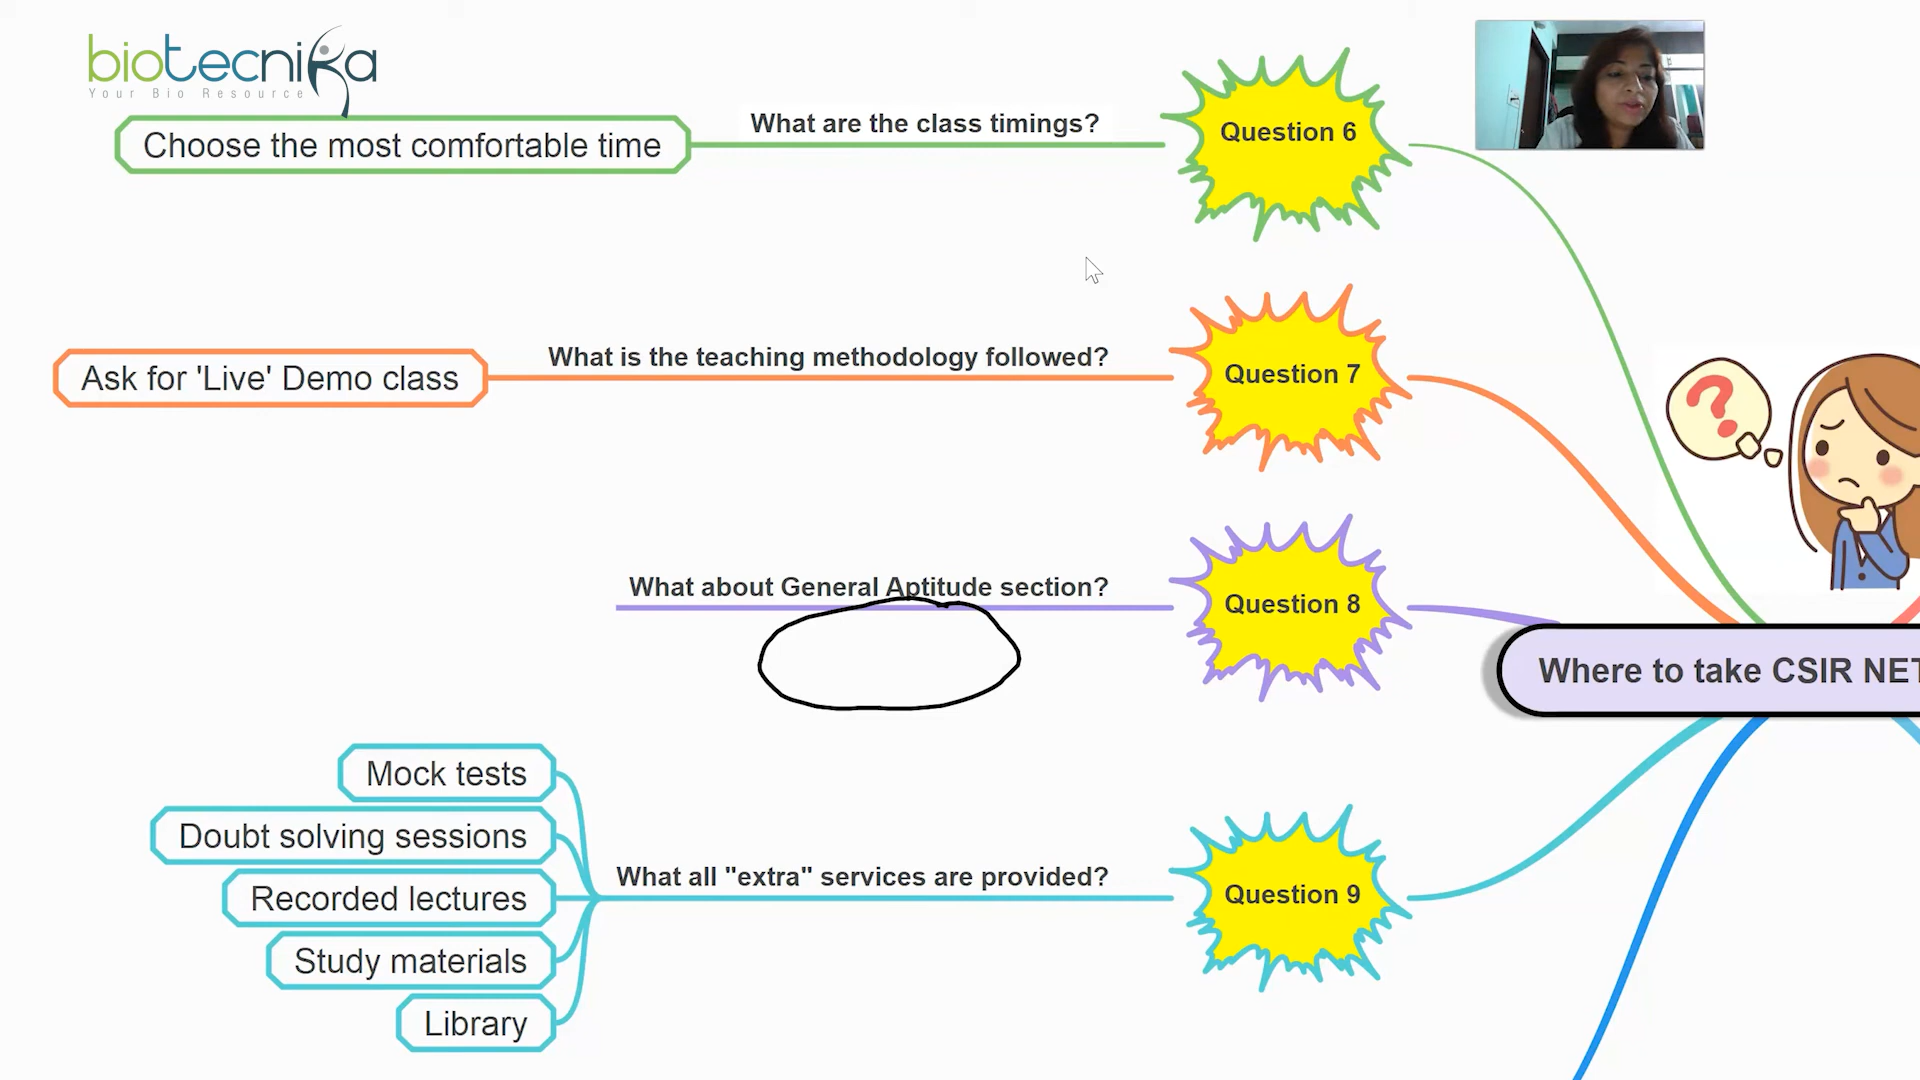 biotecnika
Your Bio Resource
Choose the most comfortable time
What are the class timings?
Question 6
Ask for 'Live' Demo class
What is the teaching methodology followed?
Question 7
?
What about General Aptitude section?
Question 8
Where to take CSIR NET
Mock tests
Doubt solving sessions
Recorded lectures
Study materials
Library
What all "extra" services are provided?
Question 9